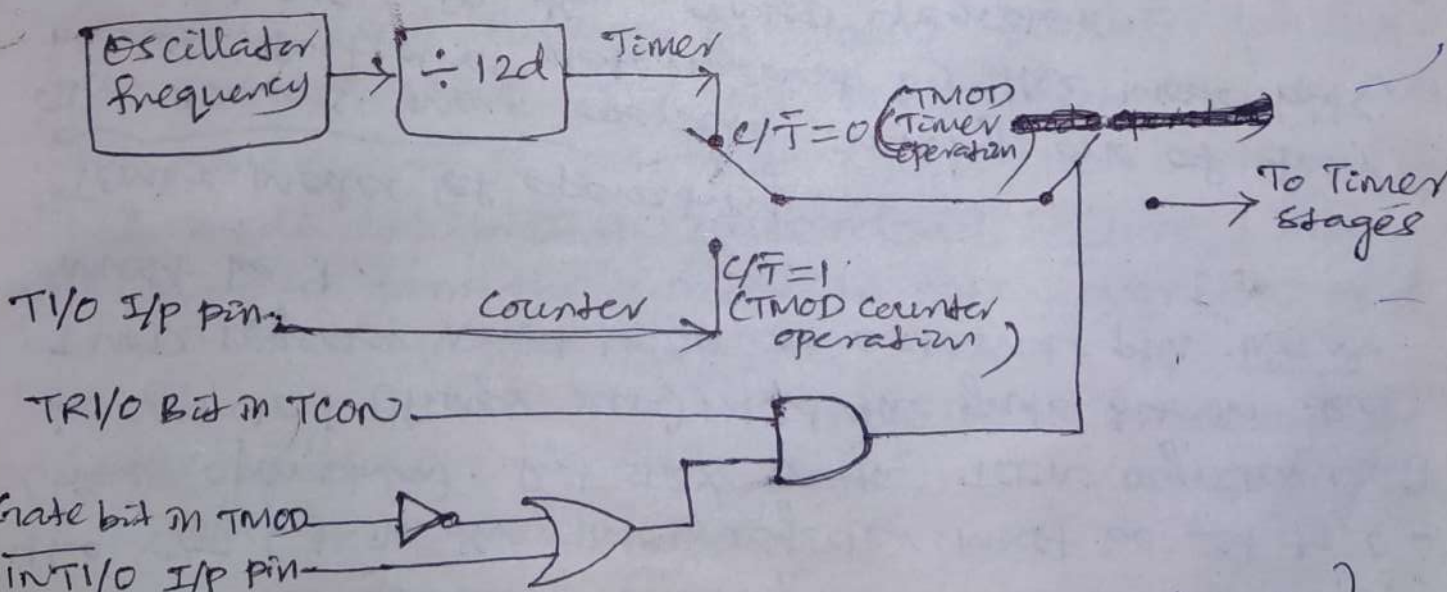 Oscillator
frequency
÷ 12d
Timer
C/T̅ = 0 (TMOD
Timer
operation)
To Timer
stages
C/T̅ = 1
(TMOD counter
operation)
T1/0 I/p pin
Counter
TR1/0 Bit in TCON
Gate bit in TMOD
I̅N̅T̅1/0 I/p pin